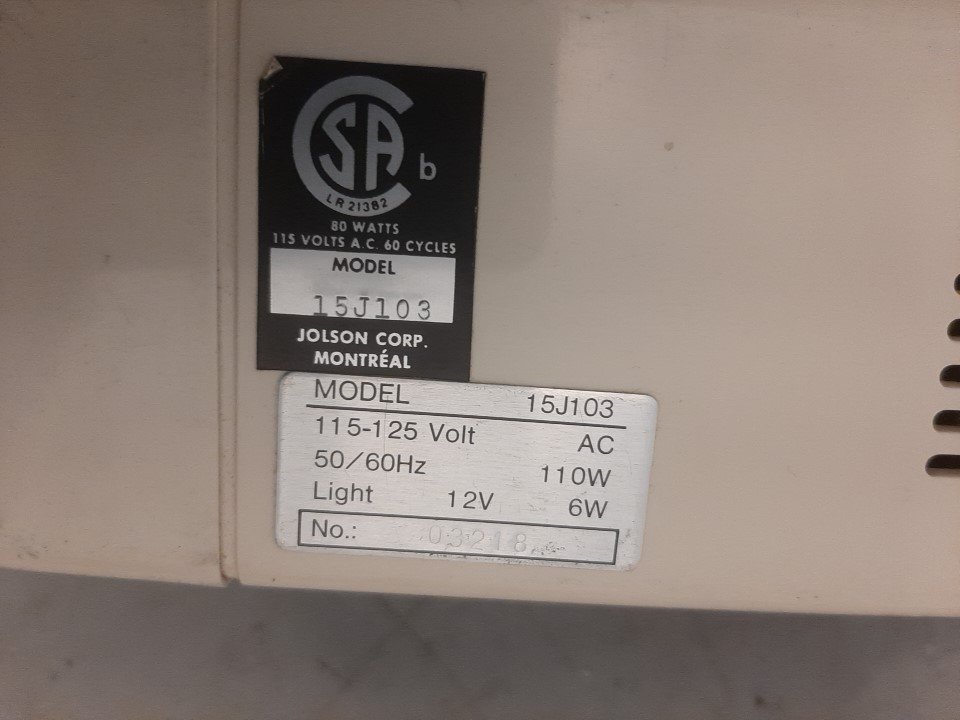 CSA b
LR 21382
80 WATTS
115 VOLTS A.C. 60 CYCLES
MODEL
15J103
JOLSON CORP.
MONTRÉAL
MODEL 15J103
115-125 Volt AC
50/60Hz 110W
Light 12V 6W
No.: 03218